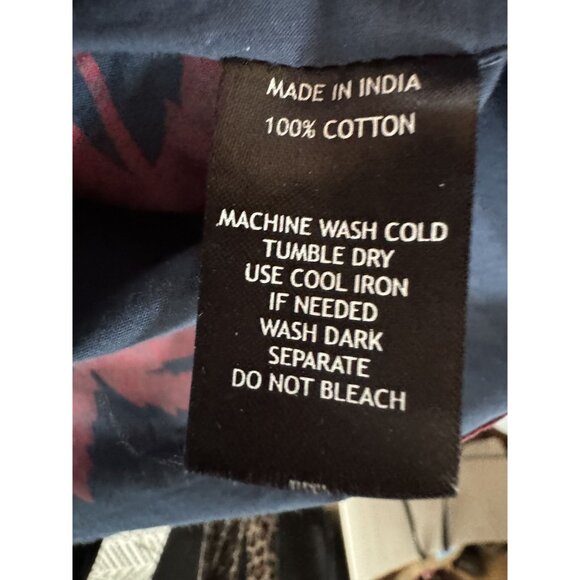 MADE IN INDIA
100% COTTON
MACHINE WASH COLD
TUMBLE DRY
USE COOL IRON
IF NEEDED
WASH DARK
SEPARATE
DO NOT BLEACH